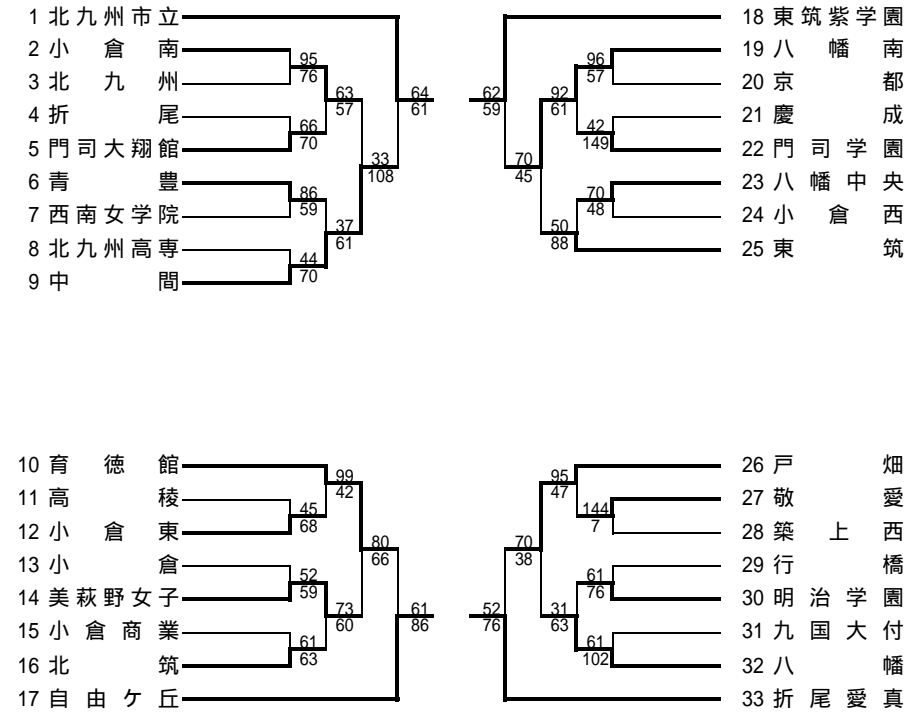 1 北九州市立
2 小倉南
3 北九州
4 折尾
5 門司大翔館
6 青豊
7 西南女学院
8 北九州高専
9 中間
95
76
66
70
86
59
44
70
63
57
37
61
33
108
64
61
18 東筑紫学園
19 八幡南
20 京都
21 慶成
22 門司学園
23 八幡中央
24 小倉西
25 東筑
62
59
70
45
92
61
50
88
96
57
42
149
70
48
10 育徳館
11 高稜
12 小倉東
13 小倉
14 美萩野女子
15 小倉商業
16 北筑
17 自由ケ丘
45
68
52
59
61
63
99
42
73
60
80
66
61
86
26 戸畑
27 敬愛
28 築上西
29 行橋
30 明治学園
31 九国大付
32 八幡
33 折尾愛真
52
76
70
38
95
47
31
63
144
7
61
76
61
102